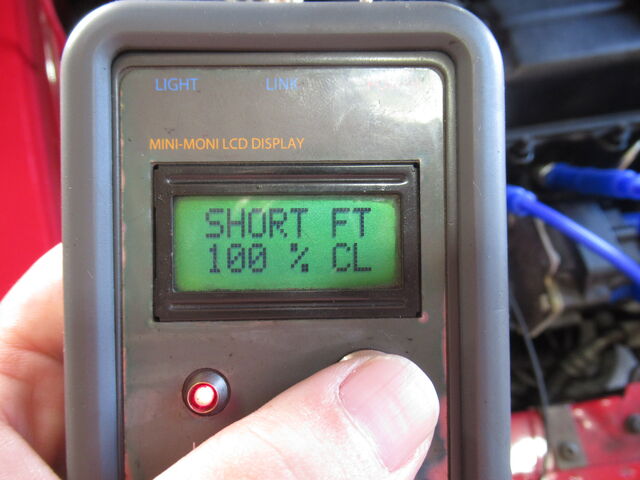 LIGHT LINK
MINI-MONI LCD DISPLAY
SHORT FT
100 % CL